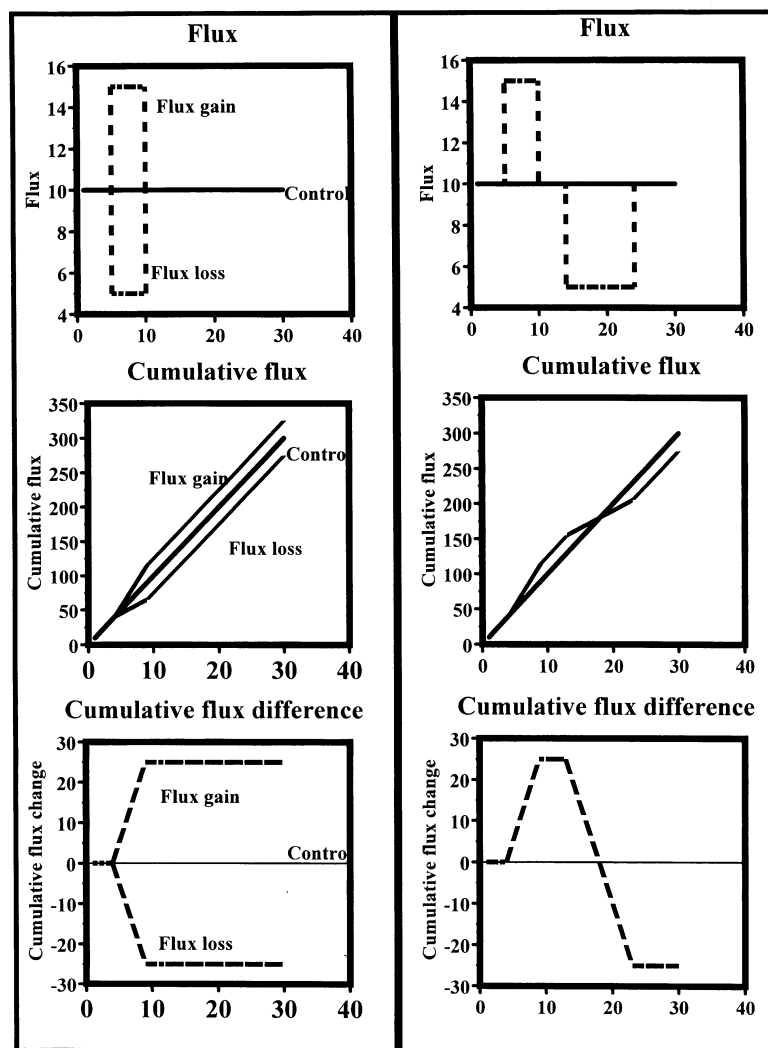 Flux
16
14
12
10
8
6
4
Flux
Flux gain
Control
Flux loss
0 10 20 30 40
Cumulative flux
350
300
250
200
150
100
50
0
Cumulative flux
Flux gain
Contro
Flux loss
0 10 20 30 40
Cumulative flux difference
30
20
10
0
-10
-20
-30
Cumulative flux change
Flux gain
Contro
Flux loss
0 10 20 30 40
Flux
16
14
12
10
8
6
4
Flux
0 10 20 30 40
Cumulative flux
350
300
250
200
150
100
50
0
Cumulative flux
0 10 20 30 40
Cumulative flux difference
30
20
10
0
-10
-20
-30
Cumulative flux change
0 10 20 30 40